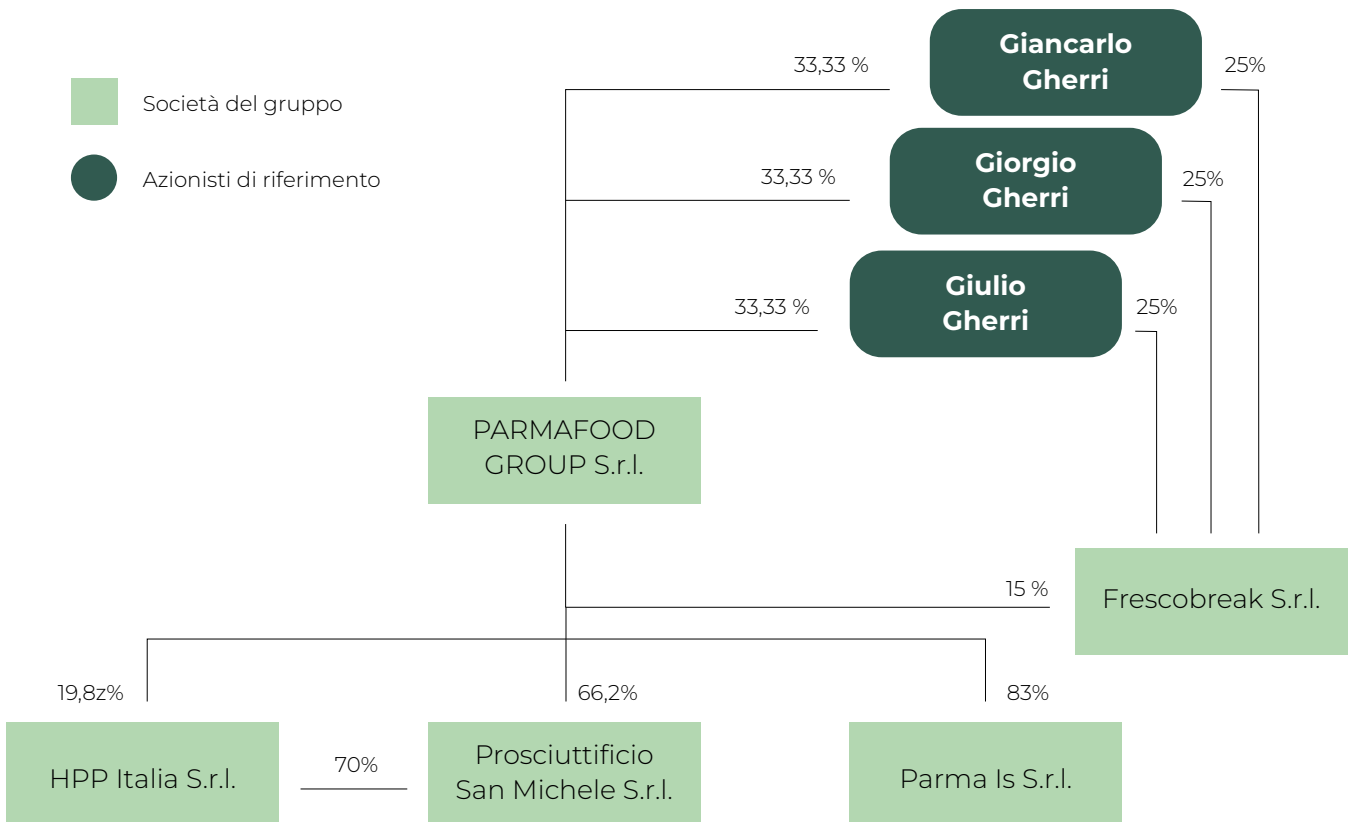 Giancarlo
Gherri
33,33 %
25%
Società del gruppo
Giorgio
Gherri
33,33 %
25%
Azionisti di riferimento
Giulio
Gherri
33,33 %
25%
PARMAFOOD
GROUP S.r.l.
15 %
Frescobreak S.r.l.
19,8z%
66,2%
83%
HPP Italia S.r.l.
70%
Prosciuttificio
San Michele S.r.l.
Parma Is S.r.l.